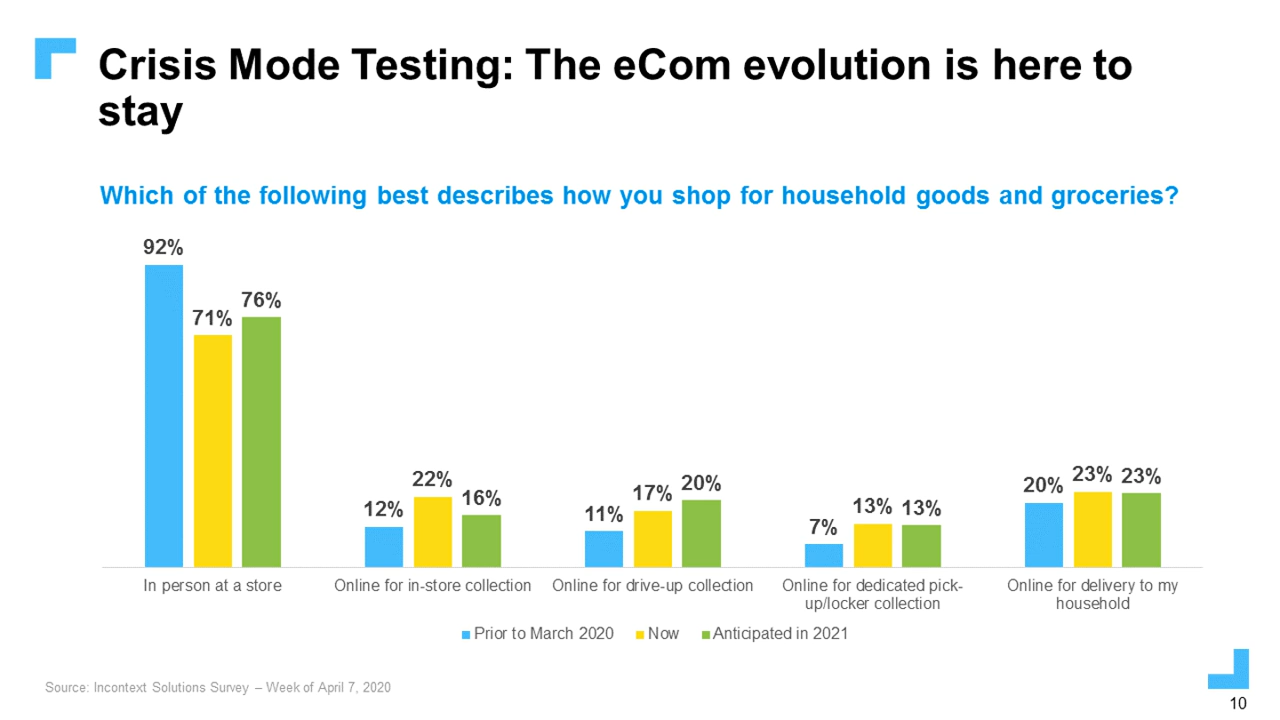 Crisis Mode Testing: The eCom evolution is here to
stay
Which of the following best describes how you shop for household goods and groceries?
92%
71%
76%
12%
22%
16%
11%
17%
20%
7%
13%
13%
20%
23%
23%
In person at a store
Online for in-store collection
Online for drive-up collection
Online for dedicated pick-
up/locker collection
Online for delivery to my
household
Prior to March 2020
Now
Anticipated in 2021
Source: Incontext Solutions Survey – Week of April 7, 2020
10